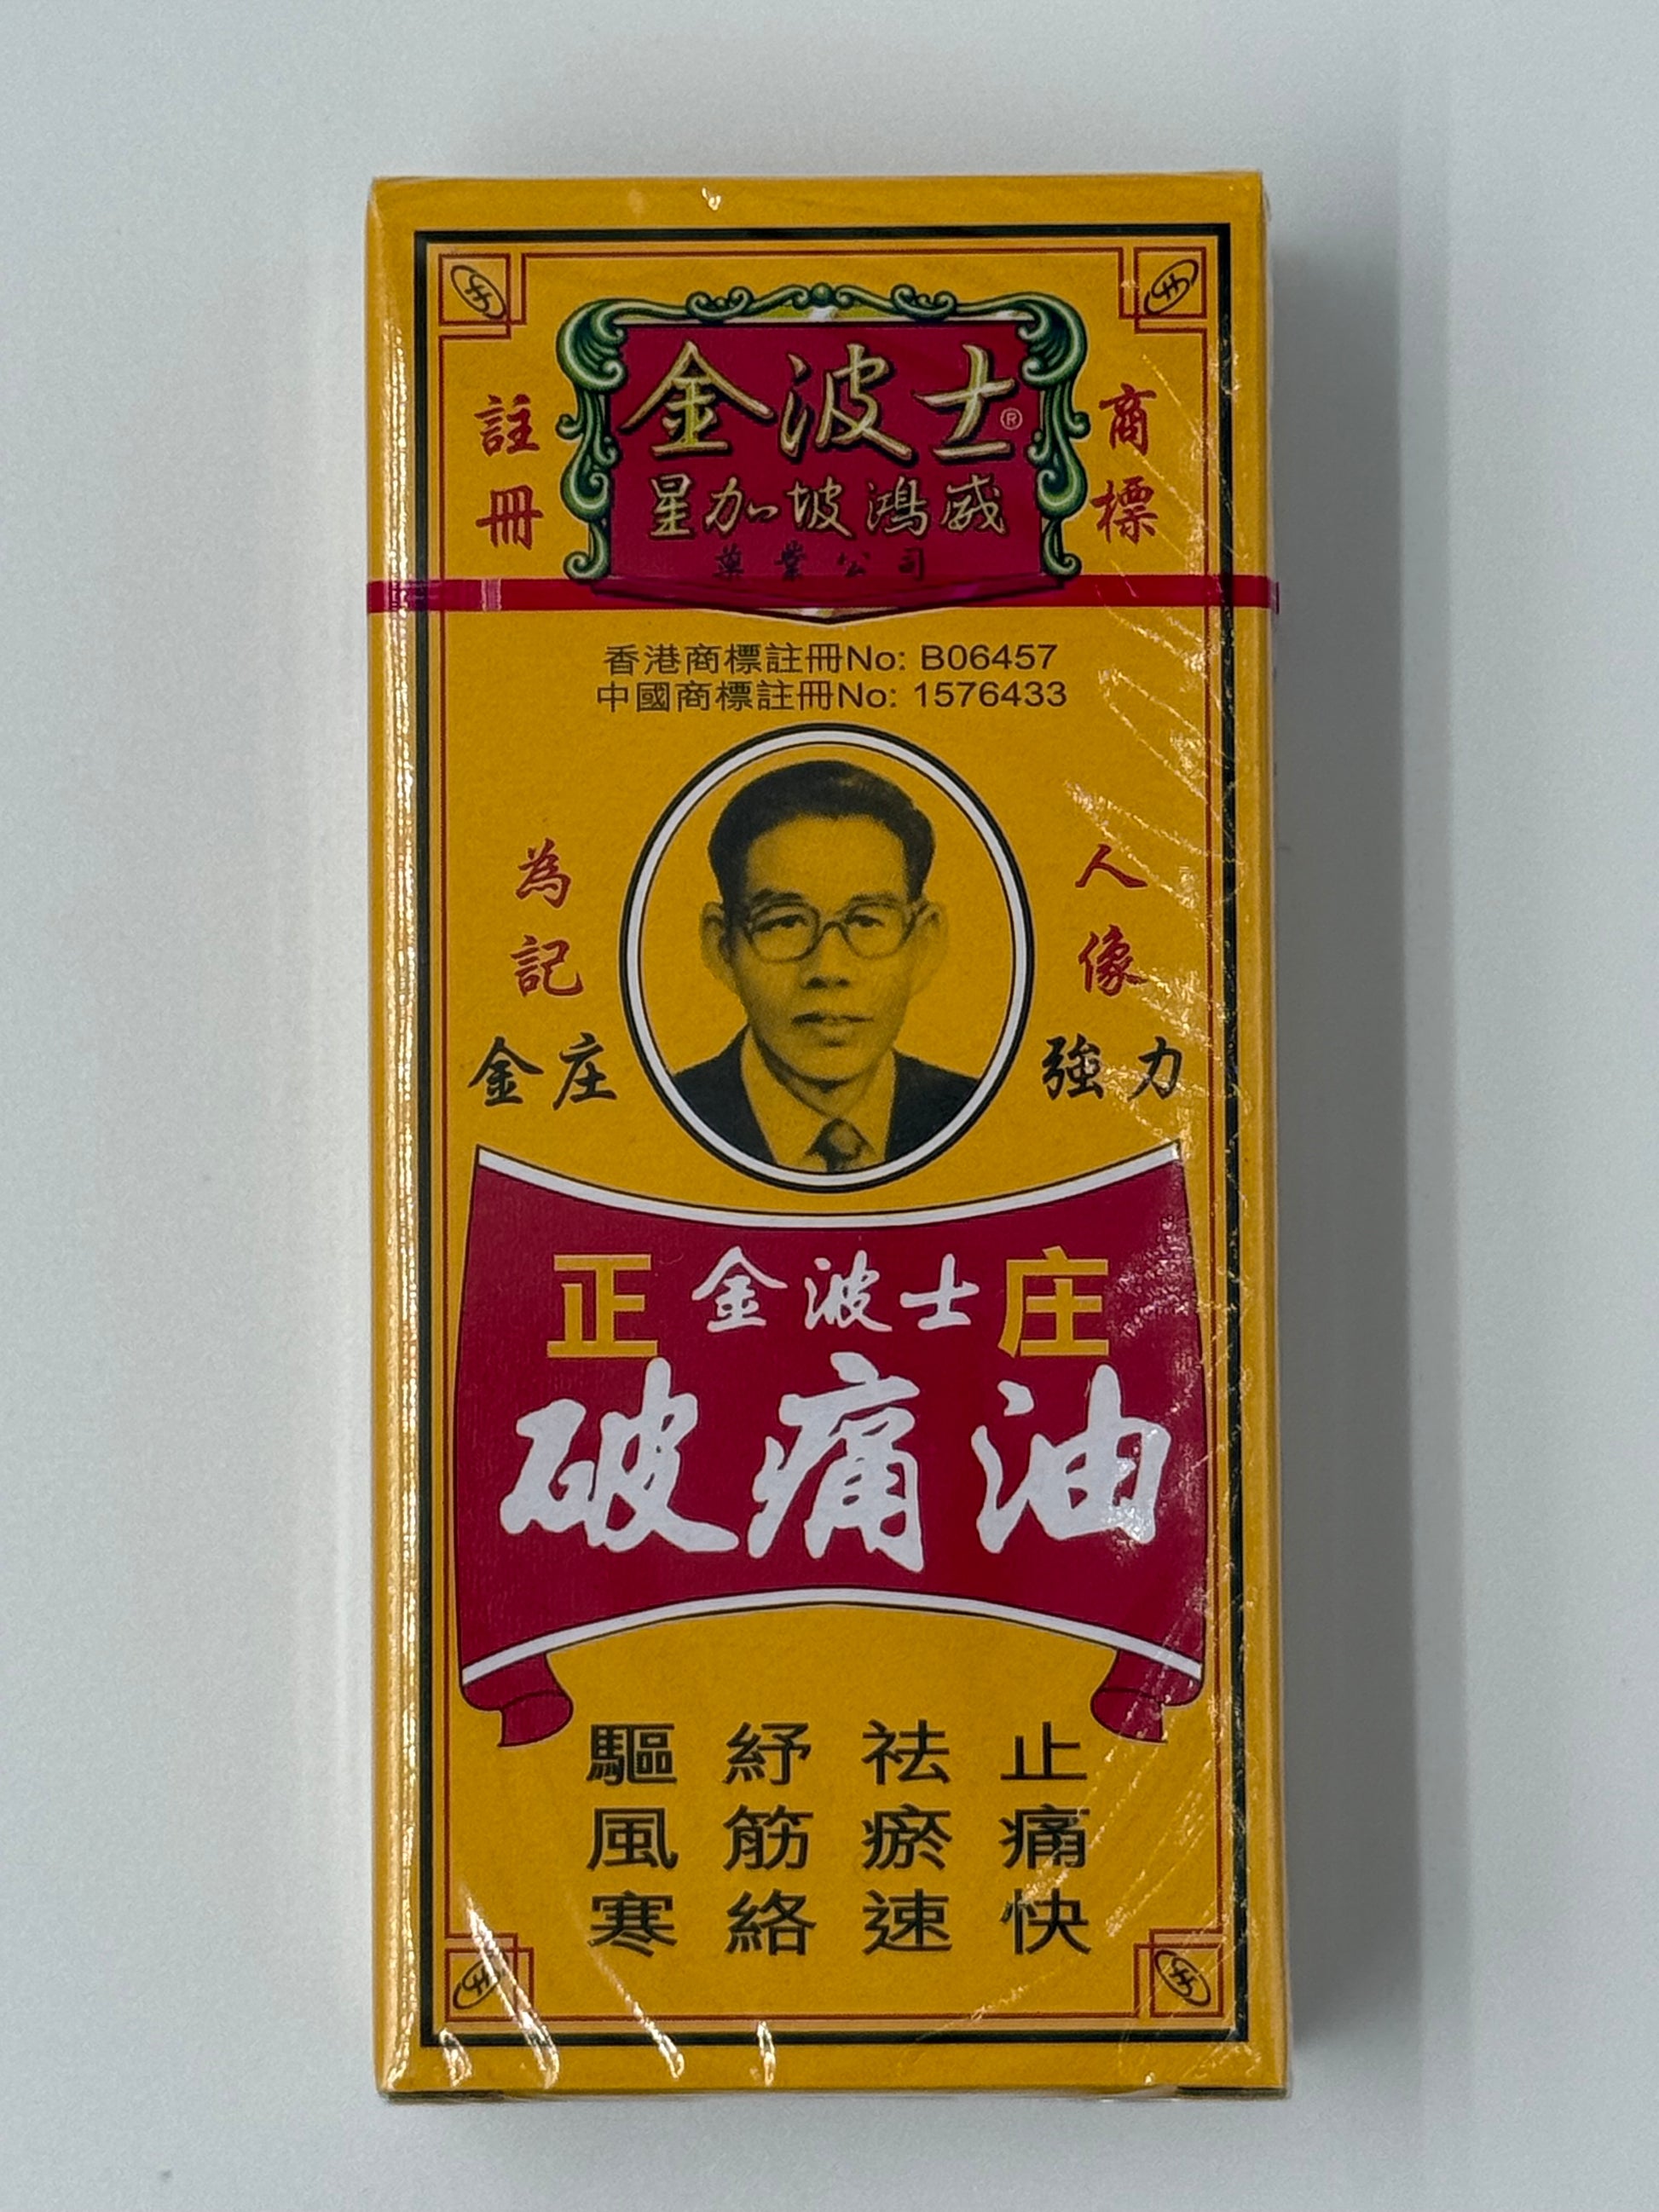 金波士®
星加坡鴻威
藥業公司
註冊
商標
香港商標註冊No: B06457
中國商標註冊No: 1576433
人像
為記
強力
金庄
正金波士庄
破痛油
止痛快
祛瘀速
紓筋絡
驅風寒